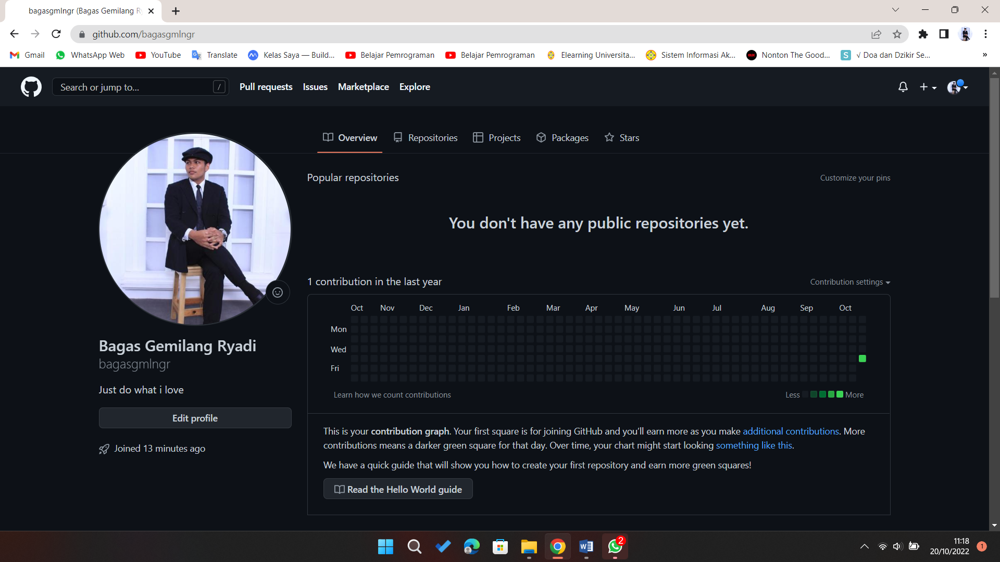 bagasgmlngr (Bagas Gemilang R
github.com/bagasgmlngr
Gmail
WhatsApp Web
YouTube
Translate
Kelas Saya — Build...
Belajar Pemrograman
Belajar Pemrograman
Elearning Universita...
Sistem Informasi Ak...
Nonton The Good...
S
√ Doa dan Dzikir Se...
»
Search or jump to...
/
Pull requests
Issues
Marketplace
Explore
Overview
Repositories
Projects
Packages
Stars
Popular repositories
Customize your pins
You don't have any public repositories yet.
1 contribution in the last year
Contribution settings
Oct Nov Dec Jan Feb Mar Apr May Jun Jul Aug Sep Oct
Mon
Wed
Fri
Learn how we count contributions
Less More
This is your contribution graph. Your first square is for joining GitHub and you’ll earn more as you make additional contributions. More
contributions means a darker green square for that day. Over time, your chart might start looking something like this.
We have a quick guide that will show you how to create your first repository and earn more green squares!
Read the Hello World guide
Bagas Gemilang Ryadi
bagasgmlngr
Just do what i love
Edit profile
Joined 13 minutes ago
W
2
11:18
20/10/2022
1